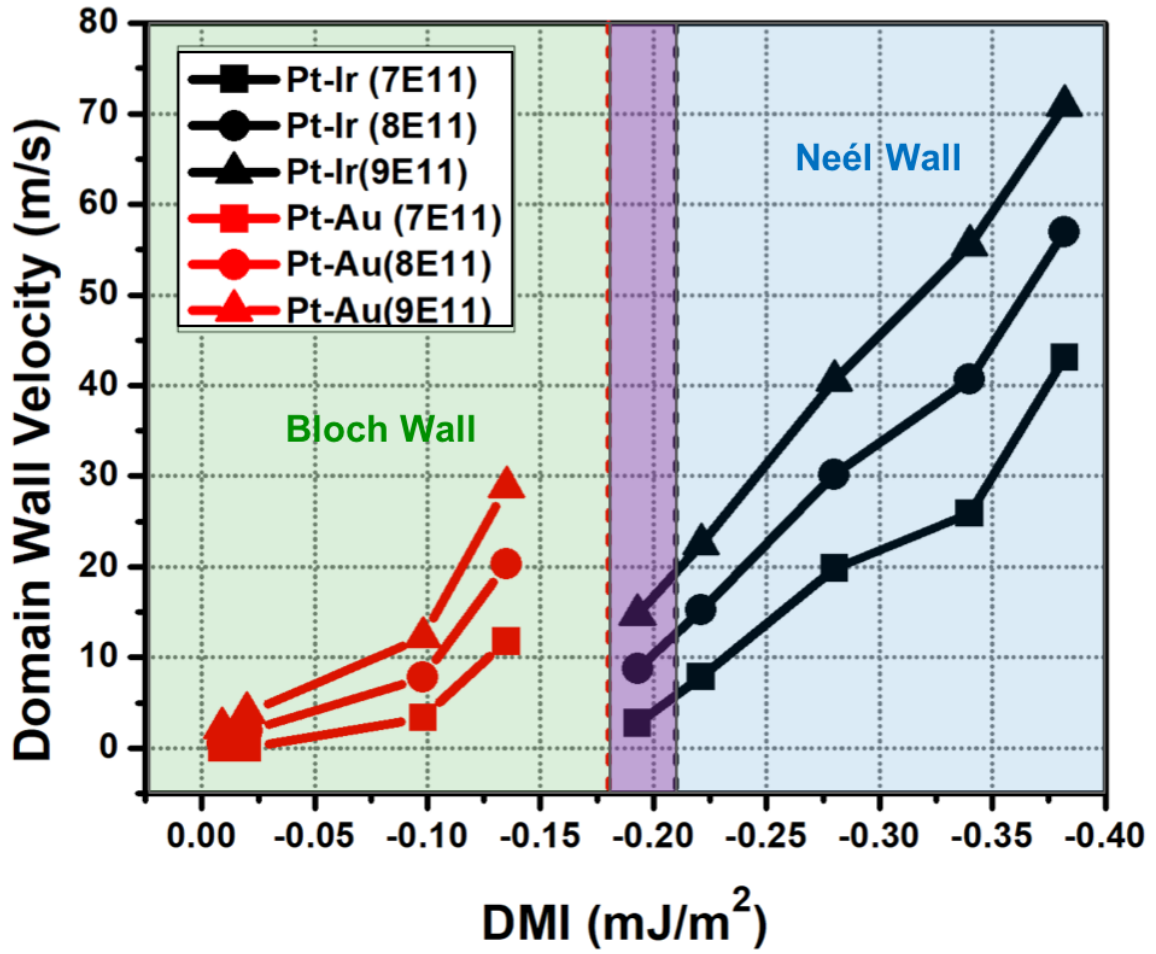 80
70
60
50
40
30
20
10
0
Domain Wall Velocity (m/s)
Pt-Ir (7E11)
Pt-Ir (8E11)
Pt-Ir(9E11)
Pt-Au (7E11)
Pt-Au(8E11)
Pt-Au(9E11)
Neél Wall
Bloch Wall
0.00 -0.05 -0.10 -0.15 -0.20 -0.25 -0.30 -0.35 -0.40
DMI (mJ/m²)